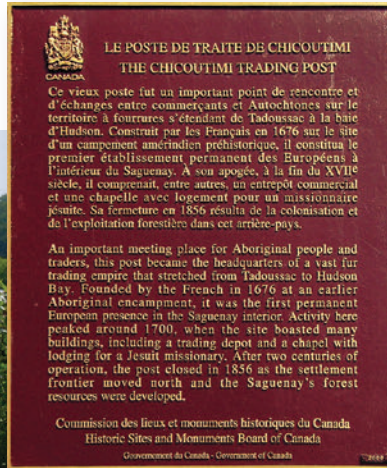 CANADA
LE POSTE DE TRAITE DE CHICOUTIMI
THE CHICOUTIMI TRADING POST
Ce vieux poste fut un important point de rencontre et
d'échanges entre commerçants et Autochtones sur le
territoire à fourrures s'étendant de Tadoussac à la baie
d'Hudson. Construit par les Français en 1676 sur le site
d'un campement amérindien préhistorique, il constitua le
premier établissement permanent des Européens à
l'intérieur du Saguenay. À son apogée, à la fin du XVIIe
siècle, il comprenait, entre autres, un entrepôt commercial
et une chapelle avec logement pour un missionnaire
jésuite. Sa fermeture en 1856 résulta de la colonisation et
de l'exploitation forestière dans cet arrière-pays.
An important meeting place for Aboriginal people and
traders, this post became the headquarters of a vast fur
trading empire that stretched from Tadoussac to Hudson
Bay. Founded by the French in 1676 at an earlier
Aboriginal encampment, it was the first permanent
European presence in the Saguenay interior. Activity here
peaked around 1700, when the site boasted many
buildings, including a trading depot and a chapel with
lodging for a Jesuit missionary. After two centuries of
operation, the post closed in 1856 as the settlement
frontier moved north and the Saguenay's forest
resources were developed.
Commission des lieux et monuments historiques du Canada
Historic Sites and Monuments Board of Canada
Gouvernement du Canada - Government of Canada